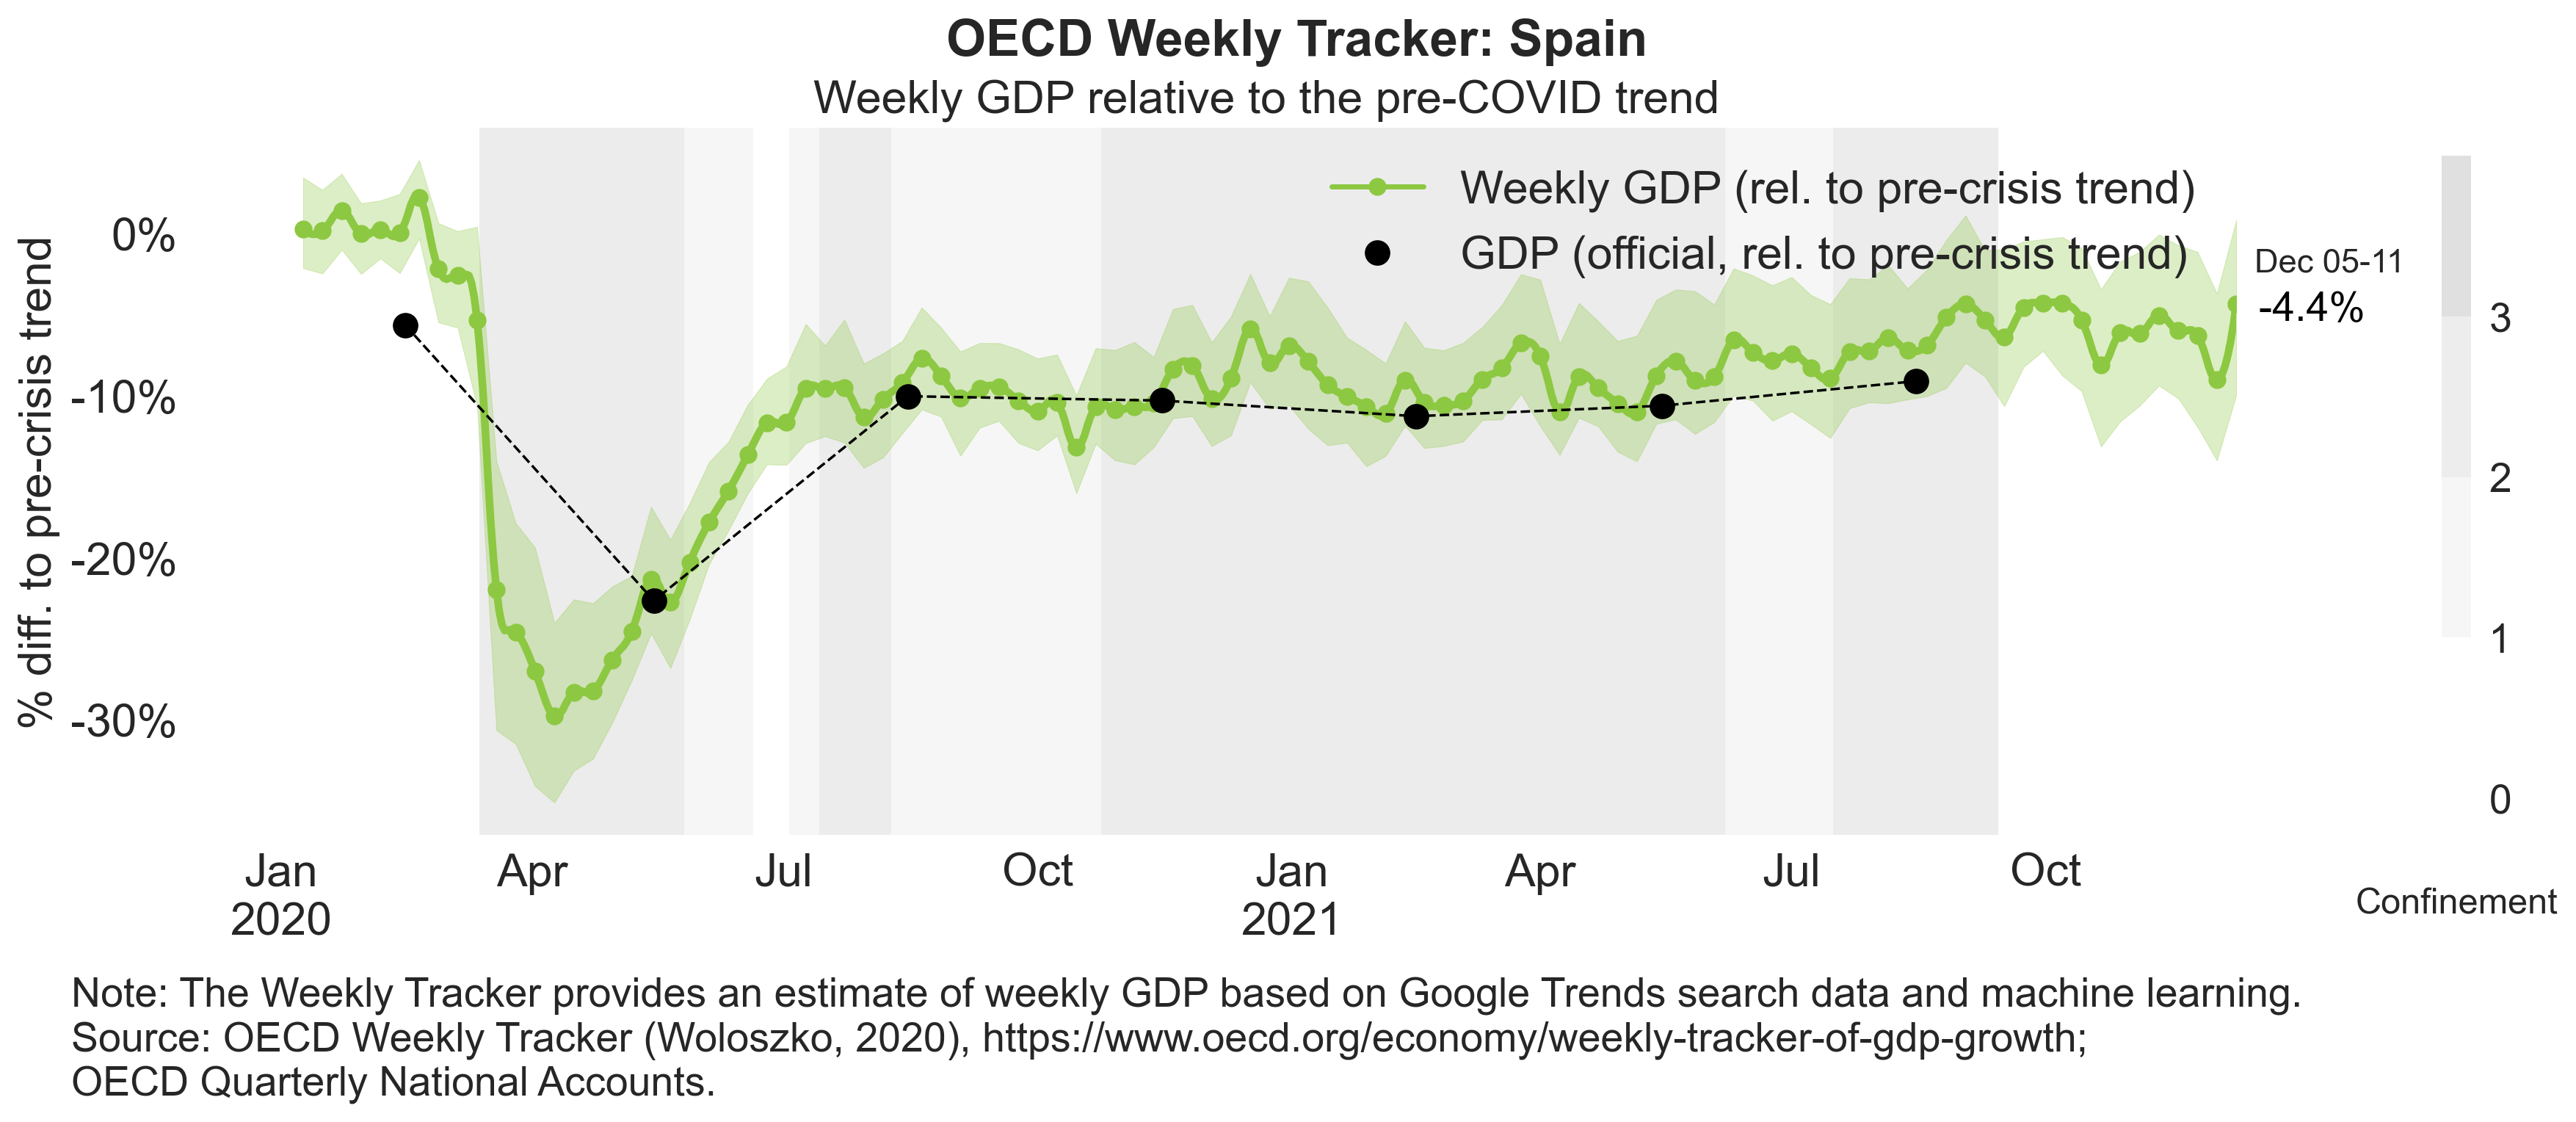 OECD Weekly Tracker: Spain
Weekly GDP relative to the pre-COVID trend
% diff. to pre-crisis trend
0%
-10%
-20%
-30%
Weekly GDP (rel. to pre-crisis trend)
GDP (official, rel. to pre-crisis trend)
Dec 05-11
-4.4%
3
2
1
0
Confinement
Jan Apr Jul Oct Jan Apr Jul Oct
2020 2021
Note: The Weekly Tracker provides an estimate of weekly GDP based on Google Trends search data and machine learning.
Source: OECD Weekly Tracker (Woloszko, 2020), https://www.oecd.org/economy/weekly-tracker-of-gdp-growth;
OECD Quarterly National Accounts.